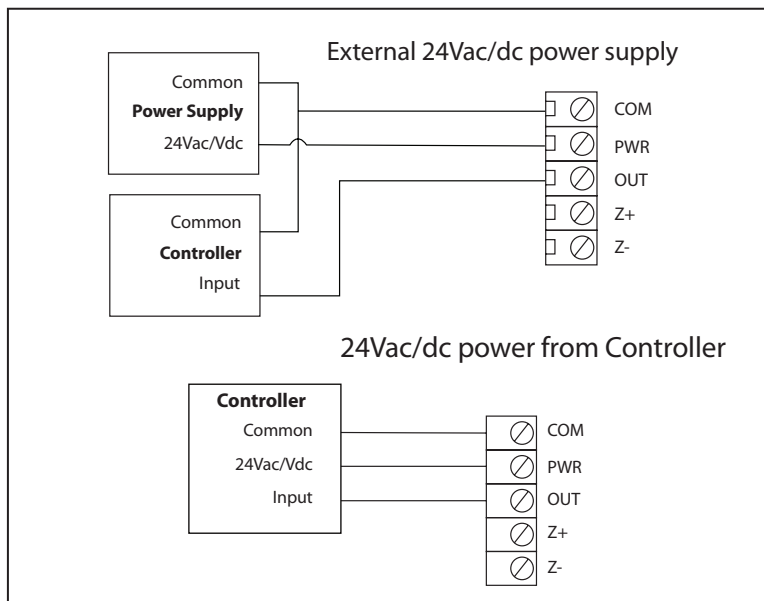 External 24Vac/dc power supply
Common
Power Supply
24Vac/Vdc
Common
Controller
Input
COM
PWR
OUT
Z+
Z-
24Vac/dc power from Controller
Controller
Common
24Vac/Vdc
Input
COM
PWR
OUT
Z+
Z-